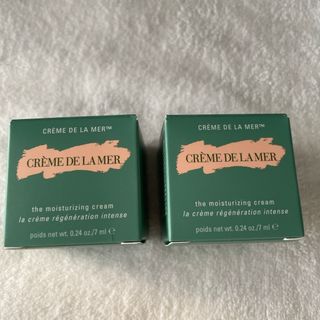 CRÈME DE LA MER™
CRÈME DE LA MER
the moisturizing cream
la crème régénération intense
poids net wt. 0.24 oz./7 ml ℮
CRÈME DE LA MER™
CRÈME DE LA MER
the moisturizing cream
la crème régénération intense
poids net wt. 0.24 oz./7 ml ℮